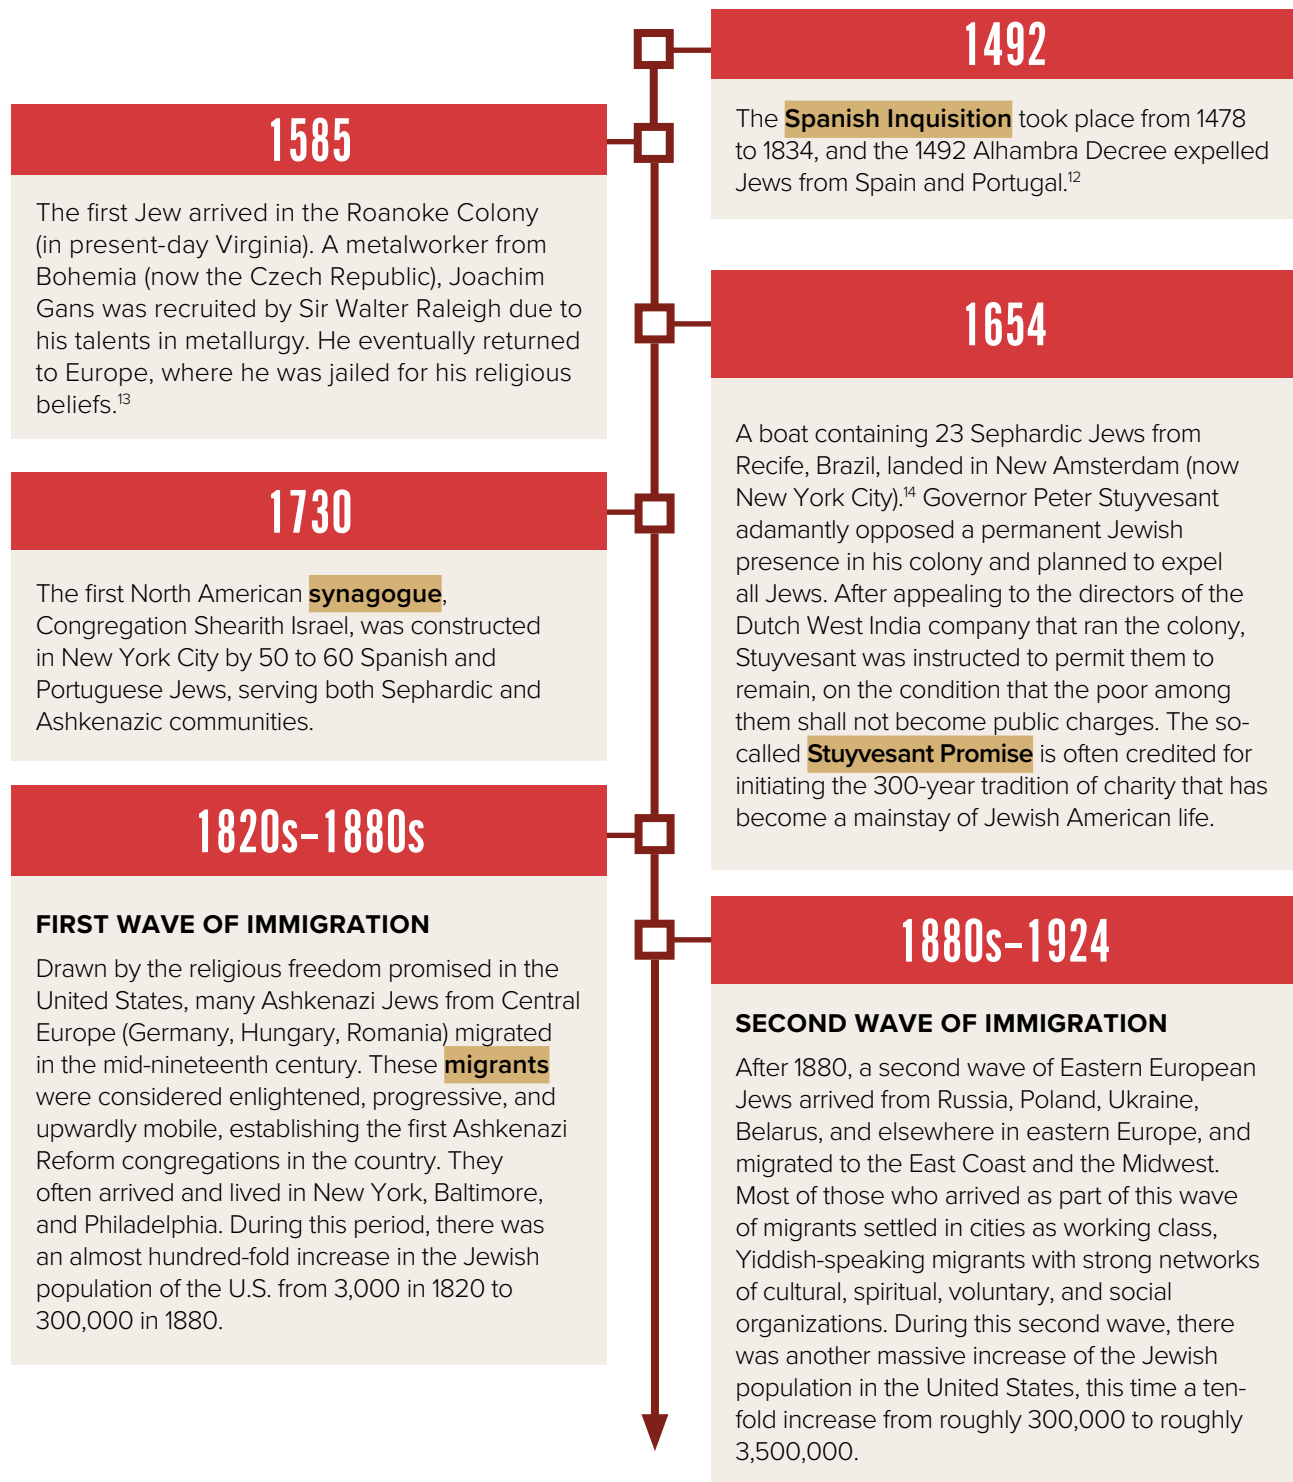 1492
The Spanish Inquisition took place from 1478
to 1834, and the 1492 Alhambra Decree expelled
Jews from Spain and Portugal.12
1585
The first Jew arrived in the Roanoke Colony
(in present-day Virginia). A metalworker from
Bohemia (now the Czech Republic), Joachim
Gans was recruited by Sir Walter Raleigh due to
his talents in metallurgy. He eventually returned
to Europe, where he was jailed for his religious
beliefs.13
1654
A boat containing 23 Sephardic Jews from
Recife, Brazil, landed in New Amsterdam (now
New York City).14 Governor Peter Stuyvesant
adamantly opposed a permanent Jewish
presence in his colony and planned to expel
all Jews. After appealing to the directors of the
Dutch West India company that ran the colony,
Stuyvesant was instructed to permit them to
remain, on the condition that the poor among
them shall not become public charges. The so-
called Stuyvesant Promise is often credited for
initiating the 300-year tradition of charity that has
become a mainstay of Jewish American life.
1730
The first North American synagogue,
Congregation Shearith Israel, was constructed
in New York City by 50 to 60 Spanish and
Portuguese Jews, serving both Sephardic and
Ashkenazic communities.
1820s–1880s
FIRST WAVE OF IMMIGRATION
Drawn by the religious freedom promised in the
United States, many Ashkenazi Jews from Central
Europe (Germany, Hungary, Romania) migrated
in the mid-nineteenth century. These migrants
were considered enlightened, progressive, and
upwardly mobile, establishing the first Ashkenazi
Reform congregations in the country. They
often arrived and lived in New York, Baltimore,
and Philadelphia. During this period, there was
an almost hundred-fold increase in the Jewish
population of the U.S. from 3,000 in 1820 to
300,000 in 1880.
1880s–1924
SECOND WAVE OF IMMIGRATION
After 1880, a second wave of Eastern European
Jews arrived from Russia, Poland, Ukraine,
Belarus, and elsewhere in eastern Europe, and
migrated to the East Coast and the Midwest.
Most of those who arrived as part of this wave
of migrants settled in cities as working class,
Yiddish-speaking migrants with strong networks
of cultural, spiritual, voluntary, and social
organizations. During this second wave, there
was another massive increase of the Jewish
population in the United States, this time a ten-
fold increase from roughly 300,000 to roughly
3,500,000.